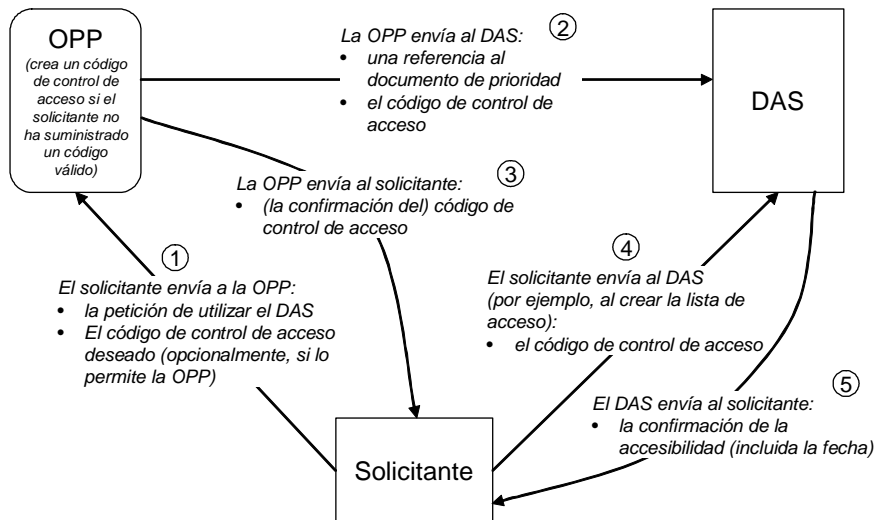 OPP
(crea un código
de control de
acceso si el
solicitante no
ha suministrado
un código
válido)
La OPP envía al DAS:
2
• una referencia al
documento de prioridad
• el código de control de
acceso
DAS
La OPP envía al solicitante:
3
• (la confirmación del) código de
control de acceso
1
El solicitante envía a la OPP:
• la petición de utilizar el DAS
• El código de control de acceso
deseado (opcionalmente, si lo
permite la OPP)
4
El solicitante envía al DAS
(por ejemplo, al crear la lista de
acceso):
• el código de control de acceso
5
El DAS envía al solicitante:
• la confirmación de la
accesibilidad (incluida la fecha)
Solicitante